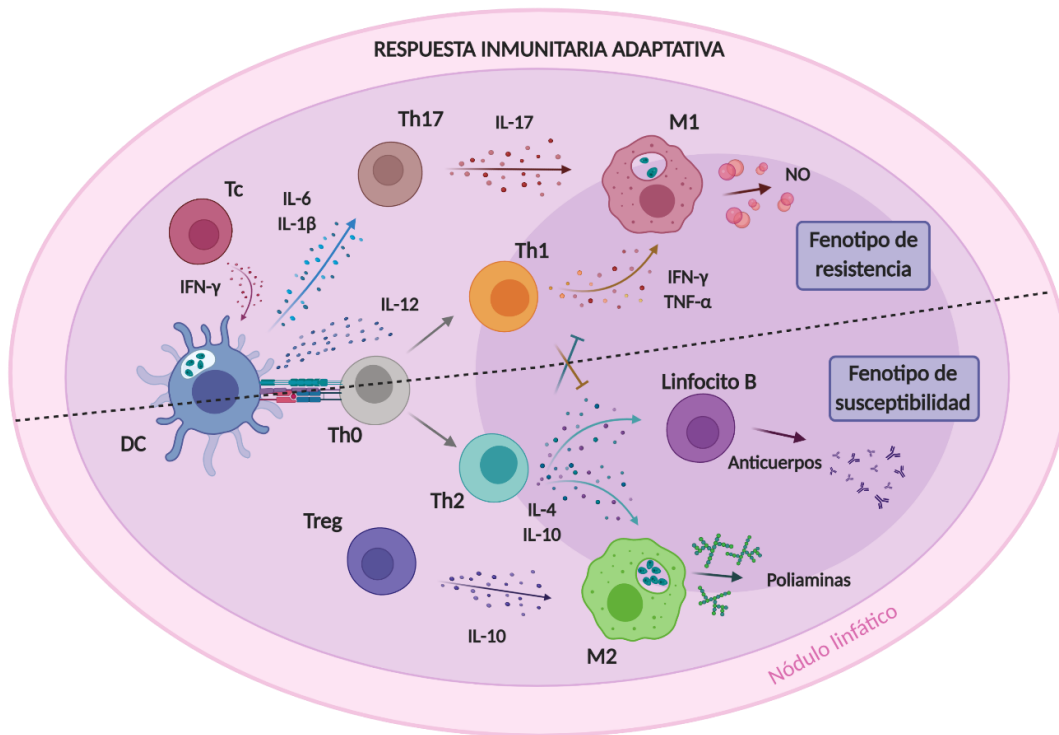 RESPUESTA INMUNITARIA ADAPTATIVA
Th17
IL-17
M1
NO
Tc
IL-6
IL-1β
IFN-γ
IL-12
Th1
IFN-γ
TNF-α
Fenotipo de
resistencia
DC
Th0
Linfocito B
Fenotipo de
susceptibilidad
Th2
Anticuerpos
IL-4
IL-10
Treg
IL-10
M2
Poliaminas
Nódulo linfático